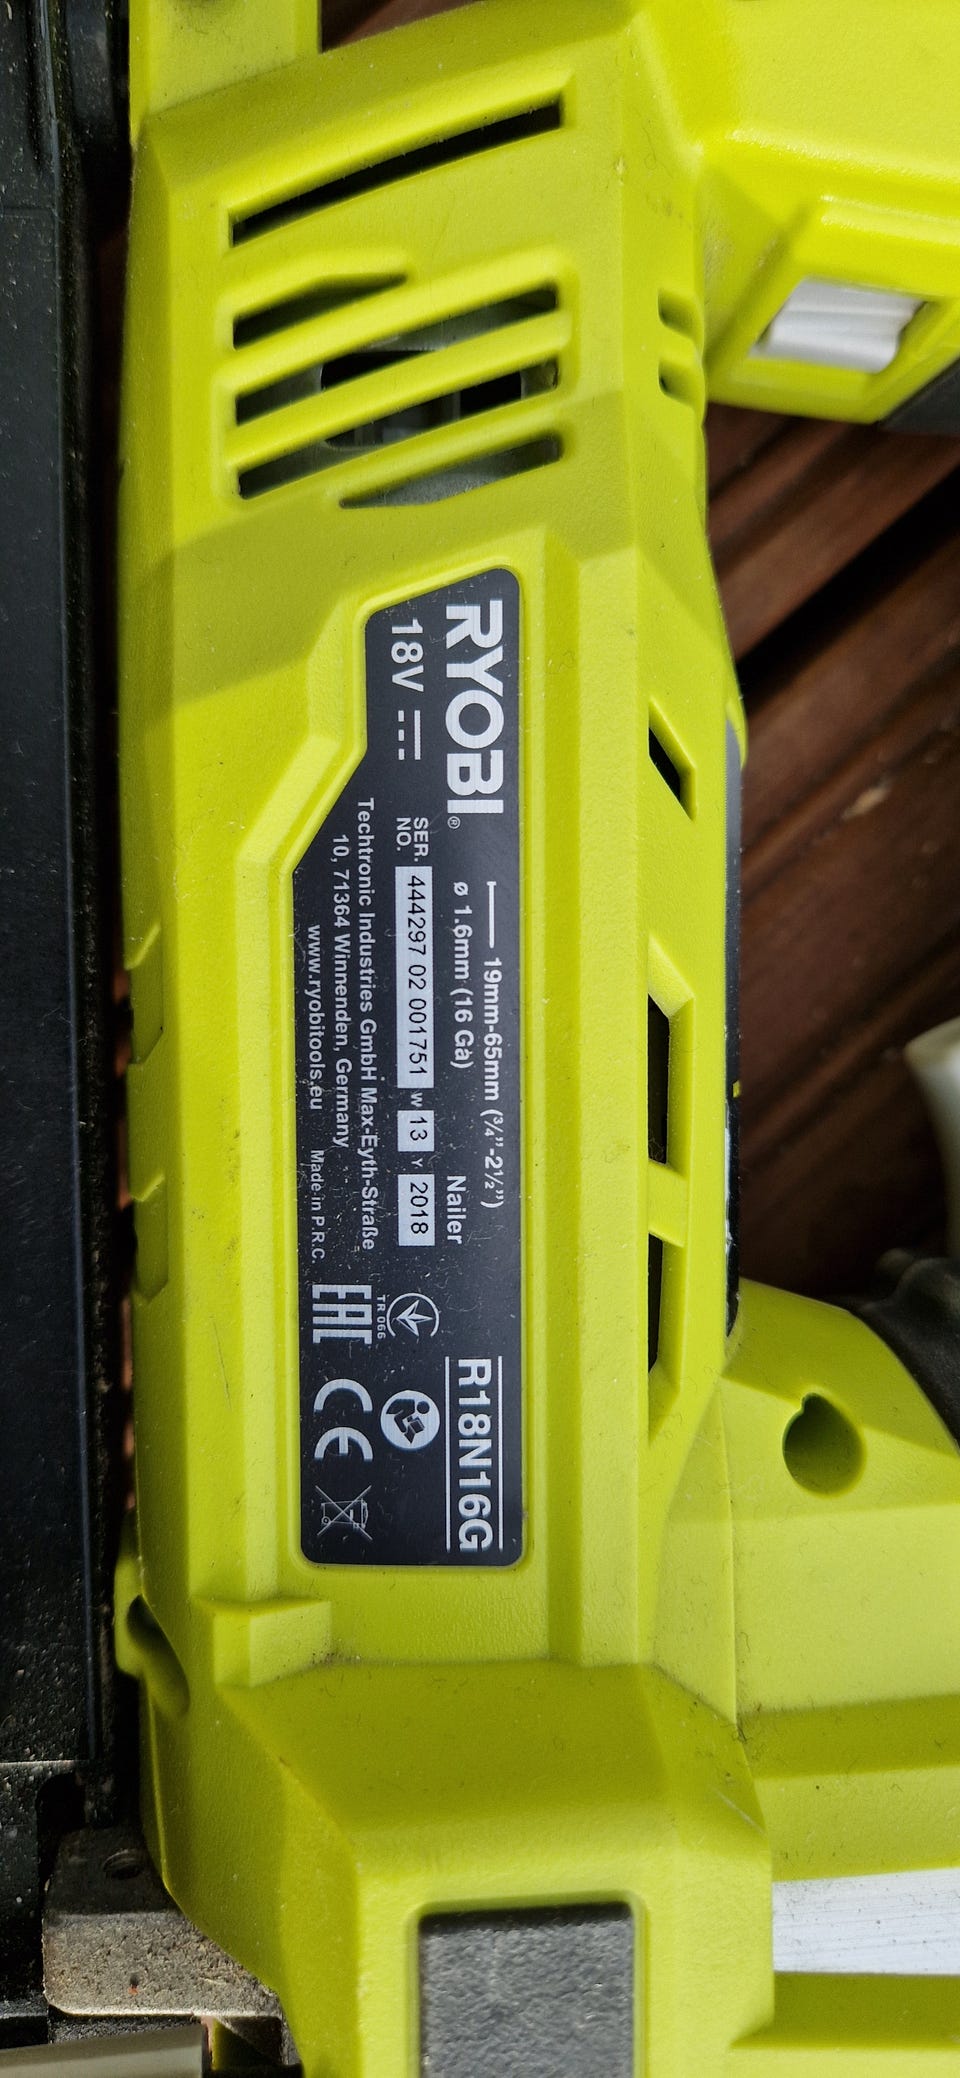 RYOBI®
18V
19mm-65mm (¾”-2½”)
ø 1.6mm (16 Ga)
Nailer
R18N16G
SER. NO. 444297 02 001751 W 13 Y 2018
Techtronic Industries GmbH Max-Eyth-Straße
10, 71364 Winnenden, Germany
www.ryobitools.eu
Made in P.R.C.
TR 066
EAC
CE